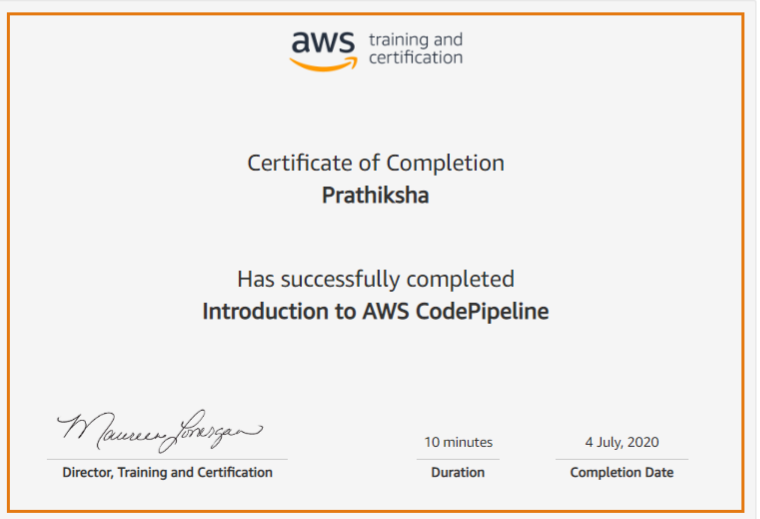 aws training and
certification
Certificate of Completion
Prathiksha
Has successfully completed
Introduction to AWS CodePipeline
Maureen Lonergan
10 minutes
4 July, 2020
Director, Training and Certification
Duration
Completion Date